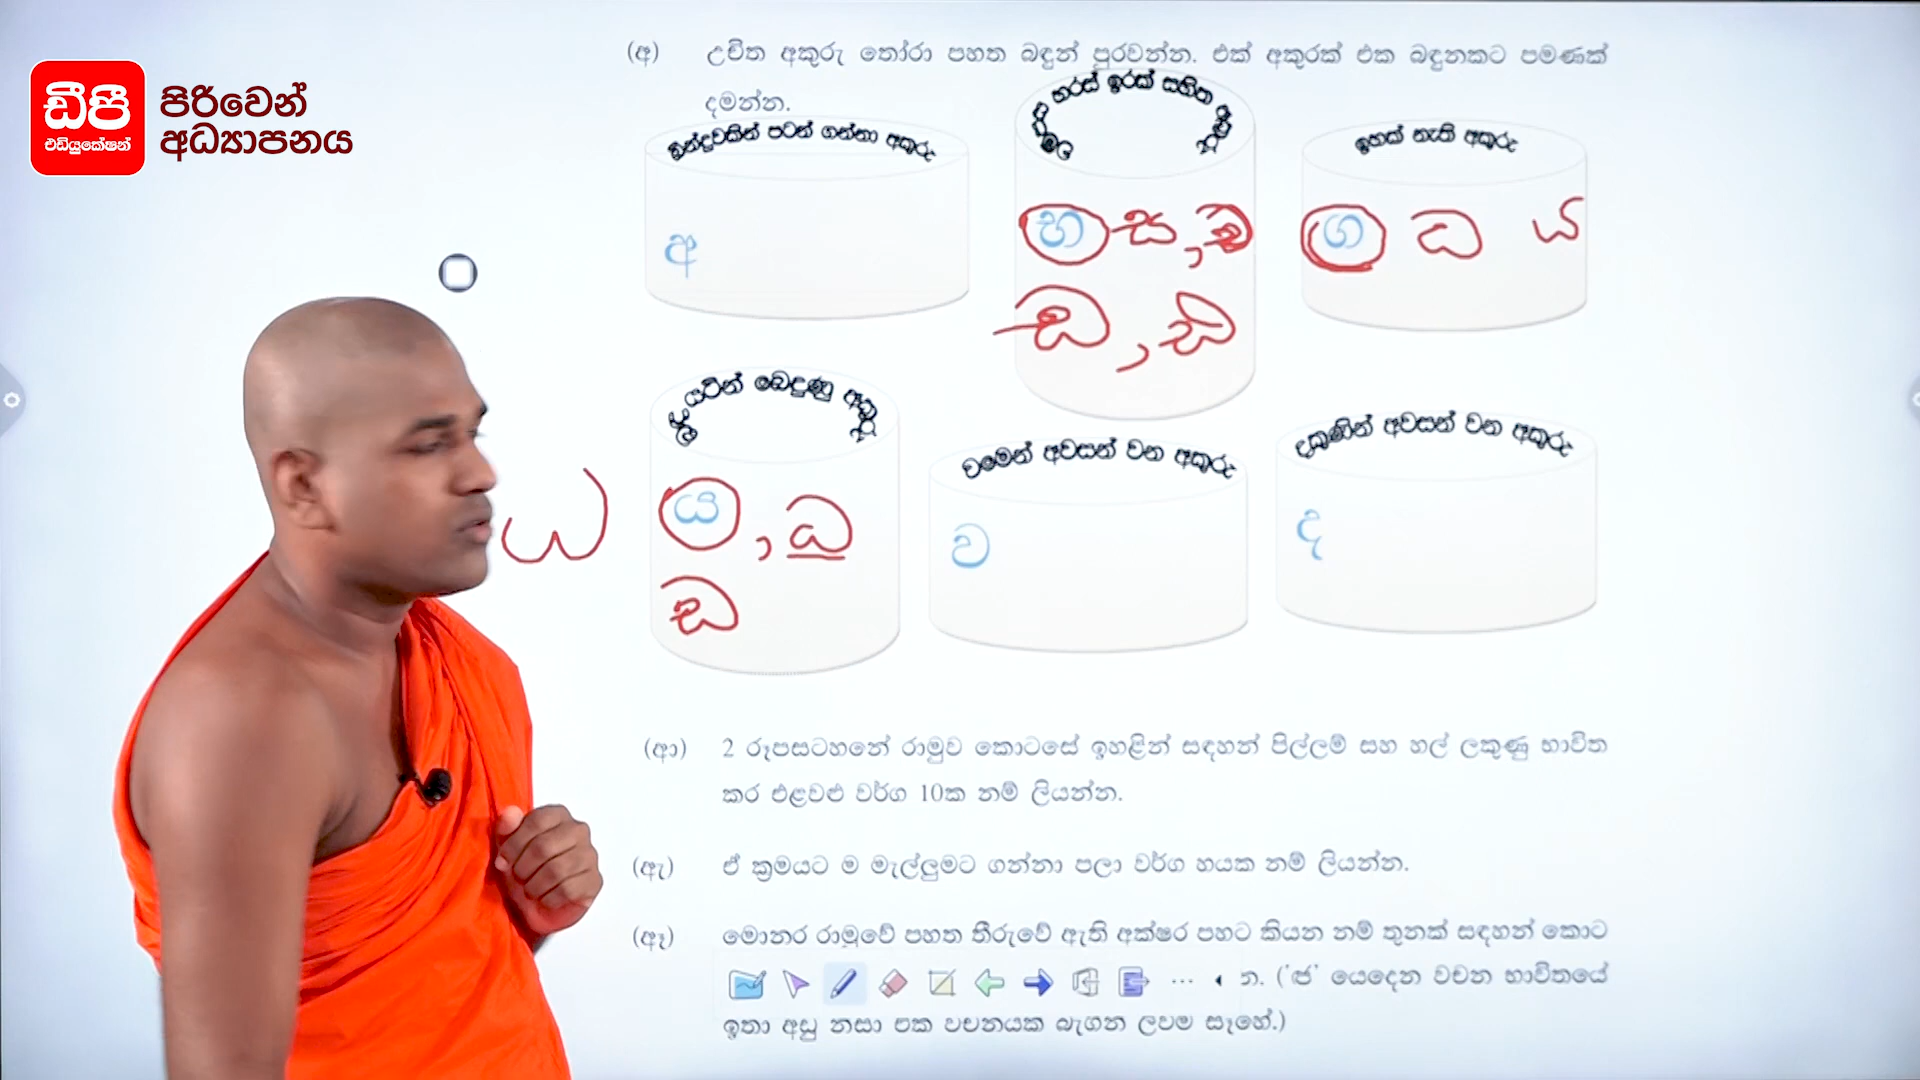 ඩීපී
එඩියුකේෂන්
පිරිවෙන්
අධ්‍යාපනය
(අ) උචිත අකුරු තෝරා පහත බඳුන් පුරවන්න. එක් අකුරක් එක බඳුනකට පමණක්
දමන්න.
බින්දුවකින් පටන් ගන්නා අකුරු
හරස් ඉරක් සහිත
ඉහක් නැති අකුරු
අ
හ ස , ඩ
ග ධ ය
ඩ , ඪ
යටින් බෙදුණු අකුරු
වමෙන් අවසන් වන අකුරු
දකුණින් අවසන් වන අකුරු
ය , ධ
ඩ
ව
ද
(ආ) 2 රූපසටහනේ රාමුව කොටසේ ඉහළින් සඳහන් පිල්ලම් සහ හල් ලකුණු භාවිත
කර එළවළු වර්ග 10ක නම් ලියන්න.
(ඇ) ඒ ක්‍රමයට ම මැල්ලුමට ගන්නා පලා වර්ග හයක නම් ලියන්න.
(ඈ) මොනර රාමුවේ පහත තීරුවේ ඇති අක්ෂර පහට කියන නම් තුනක් සඳහන් කොට
න. ('ඦ' යෙදෙන වචන භාවිතයේ
ඉතා අඩු නසා එක වචනයක බැගන ලවම සෑහේ.)